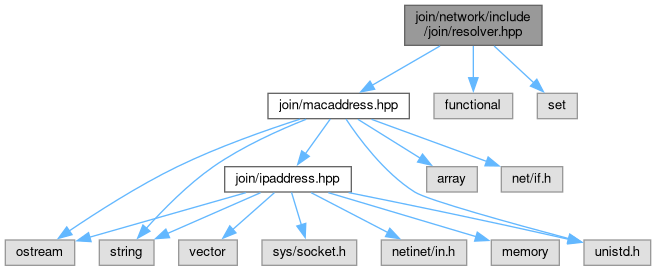 join/network/include
/join/resolver.hpp
join/macaddress.hpp
functional
set
join/ipaddress.hpp
array
net/if.h
ostream
string
vector
sys/socket.h
netinet/in.h
memory
unistd.h